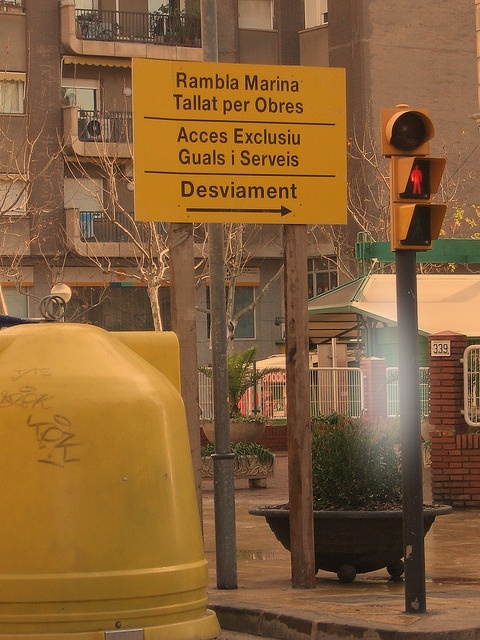 Rambla Marina
Tallat per Obres
Acces Exclusiu
Guals i Serveis
Desviament
339